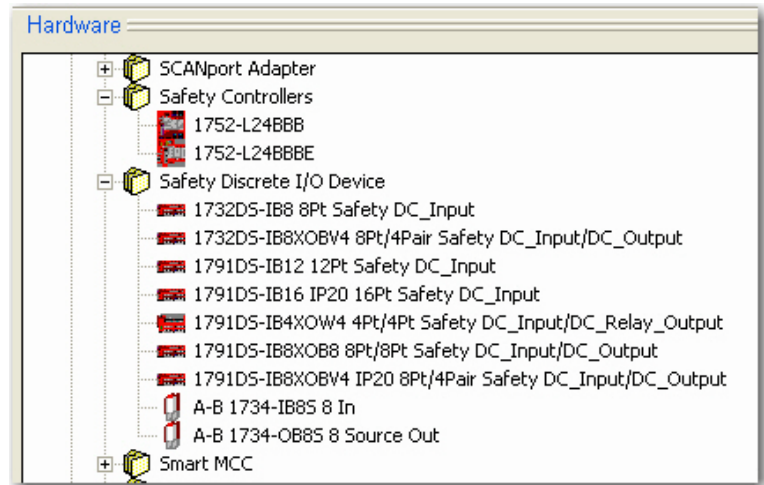 Hardware
SCANport Adapter
Safety Controllers
1752-L24BBB
1752-L24BBBE
Safety Discrete I/O Device
1732DS-IB8 8Pt Safety DC_Input
1732DS-IB8XOBV4 8Pt/4Pair Safety DC_Input/DC_Output
1791DS-IB12 12Pt Safety DC_Input
1791DS-IB16 IP20 16Pt Safety DC_Input
1791DS-IB4XOW4 4Pt/4Pt Safety DC_Input/DC_Relay_Output
1791DS-IB8XOB8 8Pt/8Pt Safety DC_Input/DC_Output
1791DS-IB8XOBV4 IP20 8Pt/4Pair Safety DC_Input/DC_Output
A-B 1734-IB8S 8 In
A-B 1734-OB8S 8 Source Out
Smart MCC